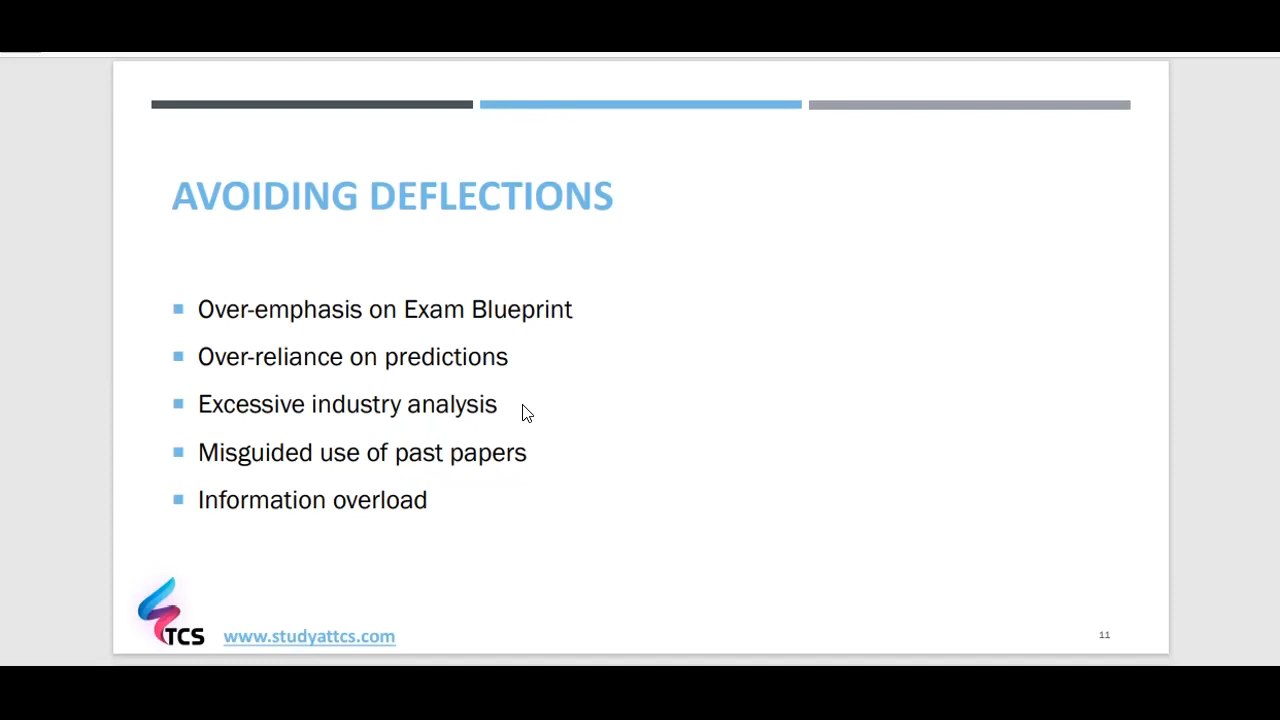 AVOIDING DEFLECTIONS
Over-emphasis on Exam Blueprint
Over-reliance on predictions
Excessive industry analysis
Misguided use of past papers
Information overload
TCS
www.studyattcs.com
11